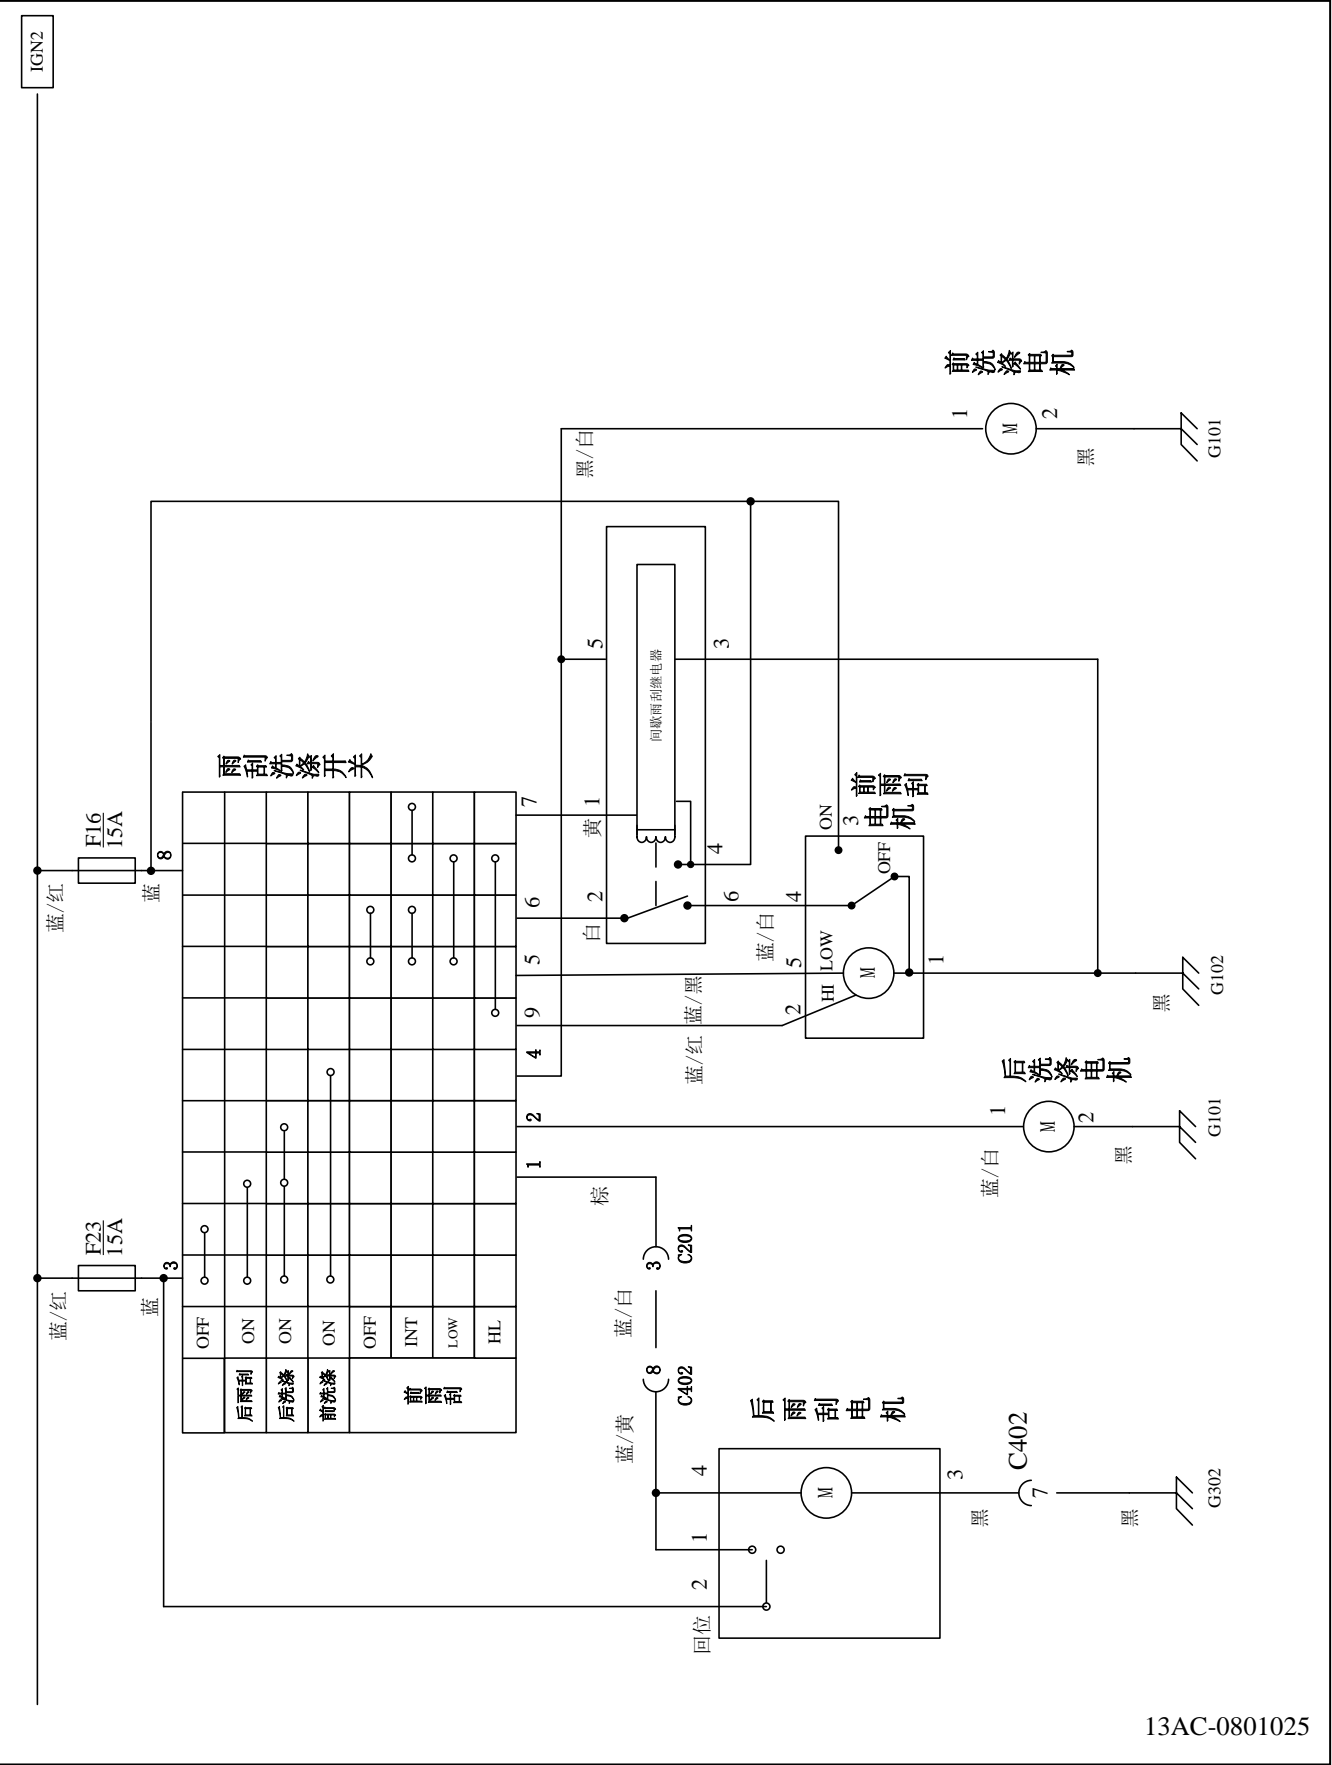 IGN2
蓝/红
F23
15A
蓝
3
蓝/红
F16
15A
蓝
8
雨刮洗涤开关
OFF
后雨刮
ON
后洗涤
ON
前洗涤
ON
前雨刮
OFF
INT
LOW
HL
1
2
4
9
5
6
7
棕
3
C201
蓝/白
8
C402
蓝/黄
后雨刮电机
回位
2
1
4
M
3
黑
C402
7
黑
G302
后洗涤电机
蓝/白
1
M
2
黑
G101
蓝/红
蓝/黑
白
2
黄
1
5
间歇雨刮继电器
6
4
3
蓝/白
前雨刮
电机
2
HI
5
LOW
4
OFF
3
ON
M
1
黑
G102
黑/白
前洗涤电机
1
M
2
黑
G101
13AC-0801025